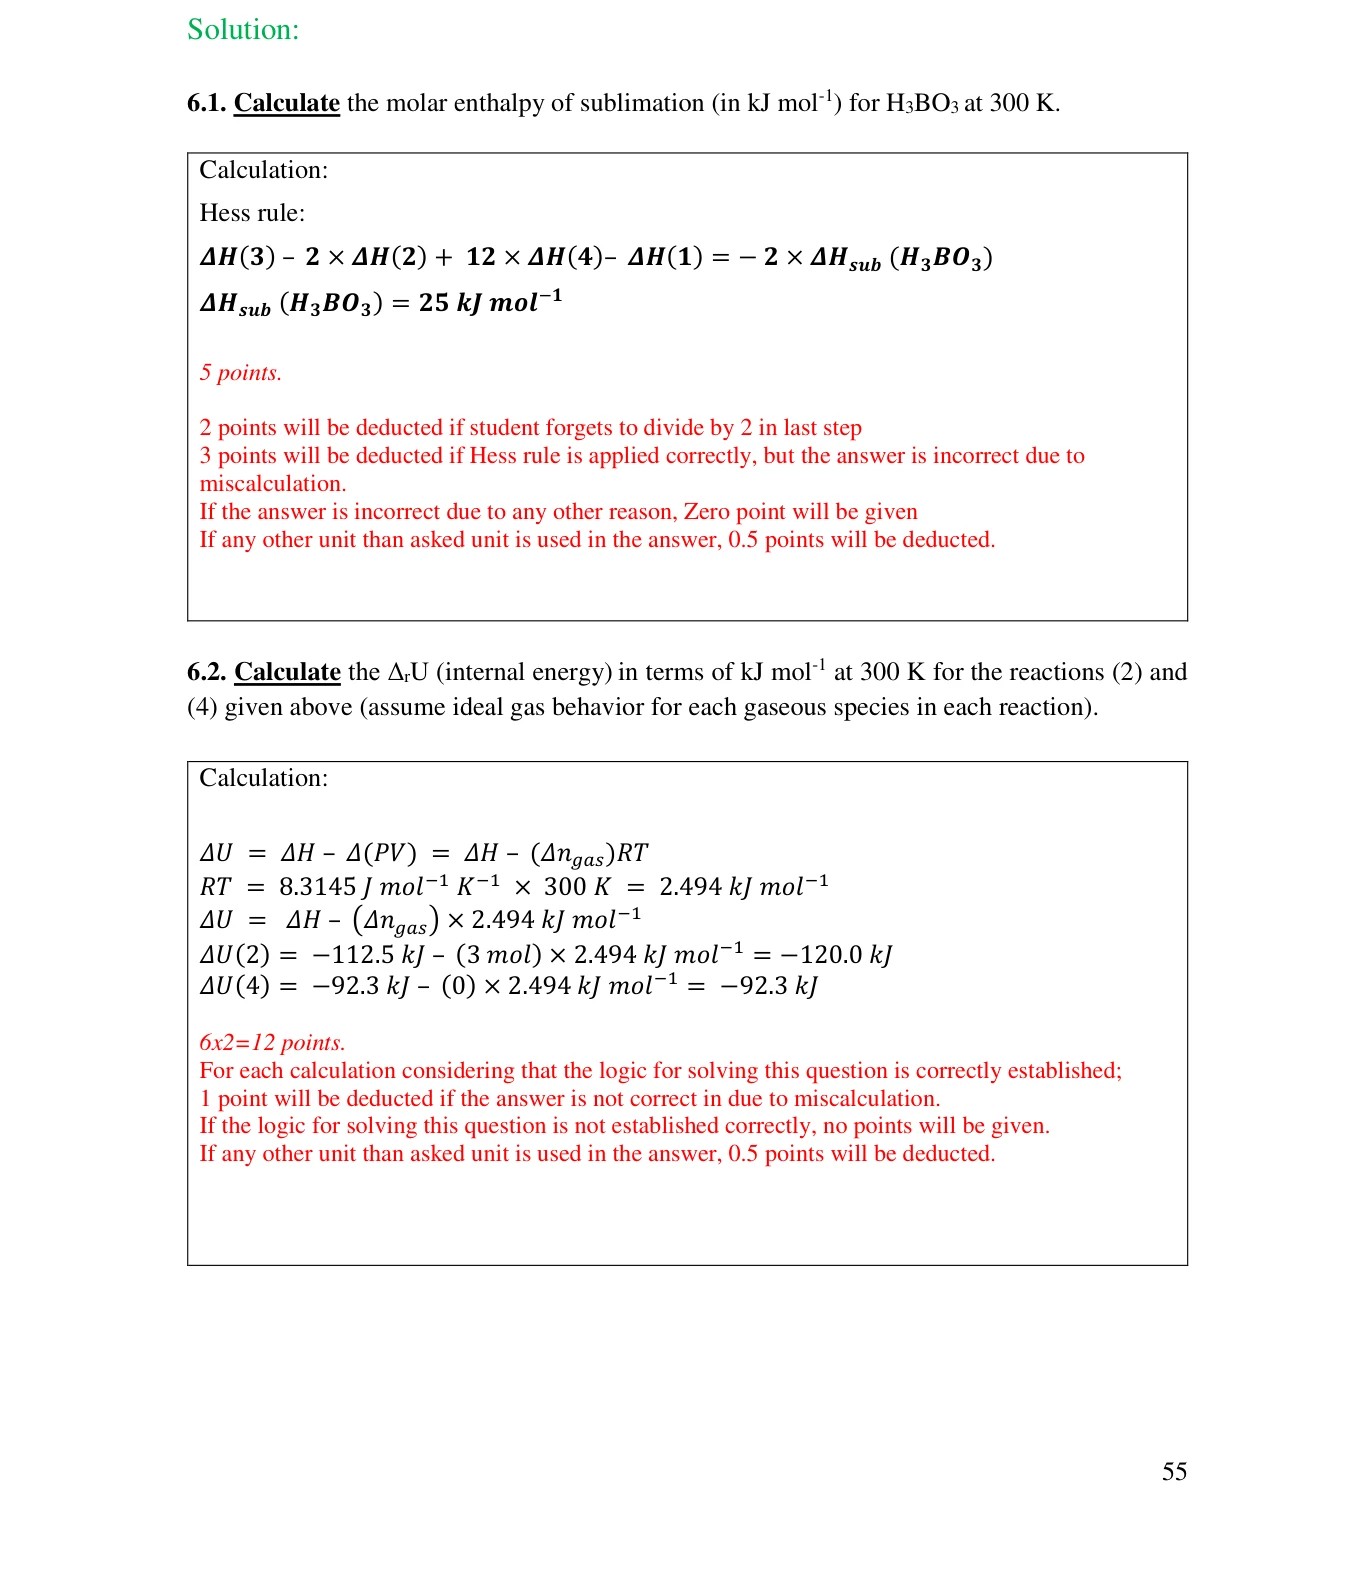 Solution:
6.1. Calculate the molar enthalpy of sublimation (in kJ mol⁻¹) for H₃BO₃ at 300 K.
Calculation:
Hess rule:
ΔH(3) – 2 × ΔH(2) + 12 × ΔH(4)– ΔH(1) = − 2 × ΔH_sub (H₃BO₃)
ΔH_sub (H₃BO₃) = 25 kJ mol⁻¹
5 points.
2 points will be deducted if student forgets to divide by 2 in last step
3 points will be deducted if Hess rule is applied correctly, but the answer is incorrect due to
miscalculation.
If the answer is incorrect due to any other reason, Zero point will be given
If any other unit than asked unit is used in the answer, 0.5 points will be deducted.
6.2. Calculate the ΔᵣU (internal energy) in terms of kJ mol⁻¹ at 300 K for the reactions (2) and
(4) given above (assume ideal gas behavior for each gaseous species in each reaction).
Calculation:
ΔU = ΔH – Δ(PV) = ΔH – (Δn_gas)RT
RT = 8.3145 J mol⁻¹ K⁻¹ × 300 K = 2.494 kJ mol⁻¹
ΔU = ΔH – (Δn_gas) × 2.494 kJ mol⁻¹
ΔU(2) = −112.5 kJ – (3 mol) × 2.494 kJ mol⁻¹ = −120.0 kJ
ΔU(4) = −92.3 kJ – (0) × 2.494 kJ mol⁻¹ = −92.3 kJ
6x2=12 points.
For each calculation considering that the logic for solving this question is correctly established;
1 point will be deducted if the answer is not correct in due to miscalculation.
If the logic for solving this question is not established correctly, no points will be given.
If any other unit than asked unit is used in the answer, 0.5 points will be deducted.
55